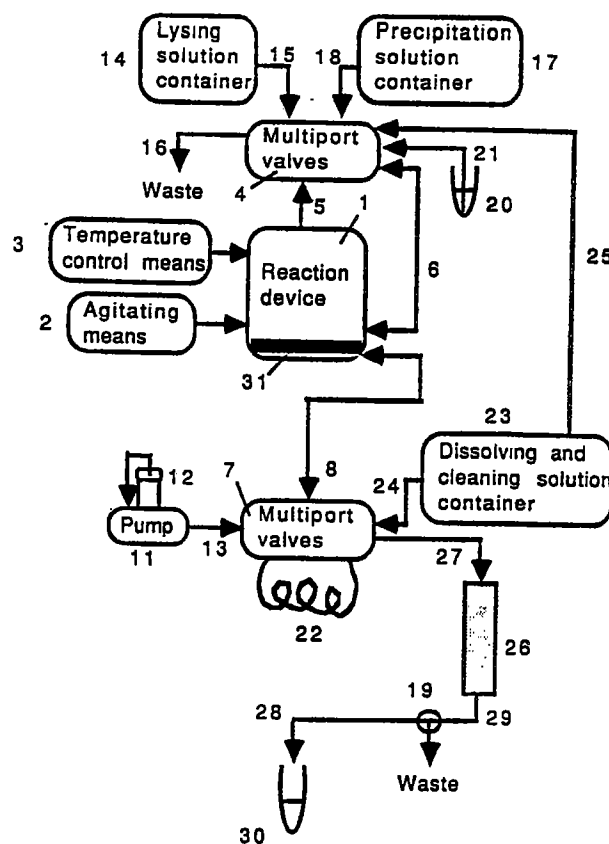 Lysing
solution
container
14
15
18
Precipitation
solution
container
17
Multiport
valves
16
Waste
4
5
1
21
20
3
Temperature
control means
Reaction
device
6
25
2
Agitating
means
31
23
Dissolving and
cleaning solution
container
12
7
8
24
Pump
11
13
Multiport
valves
27
22
26
19
28
29
Waste
30